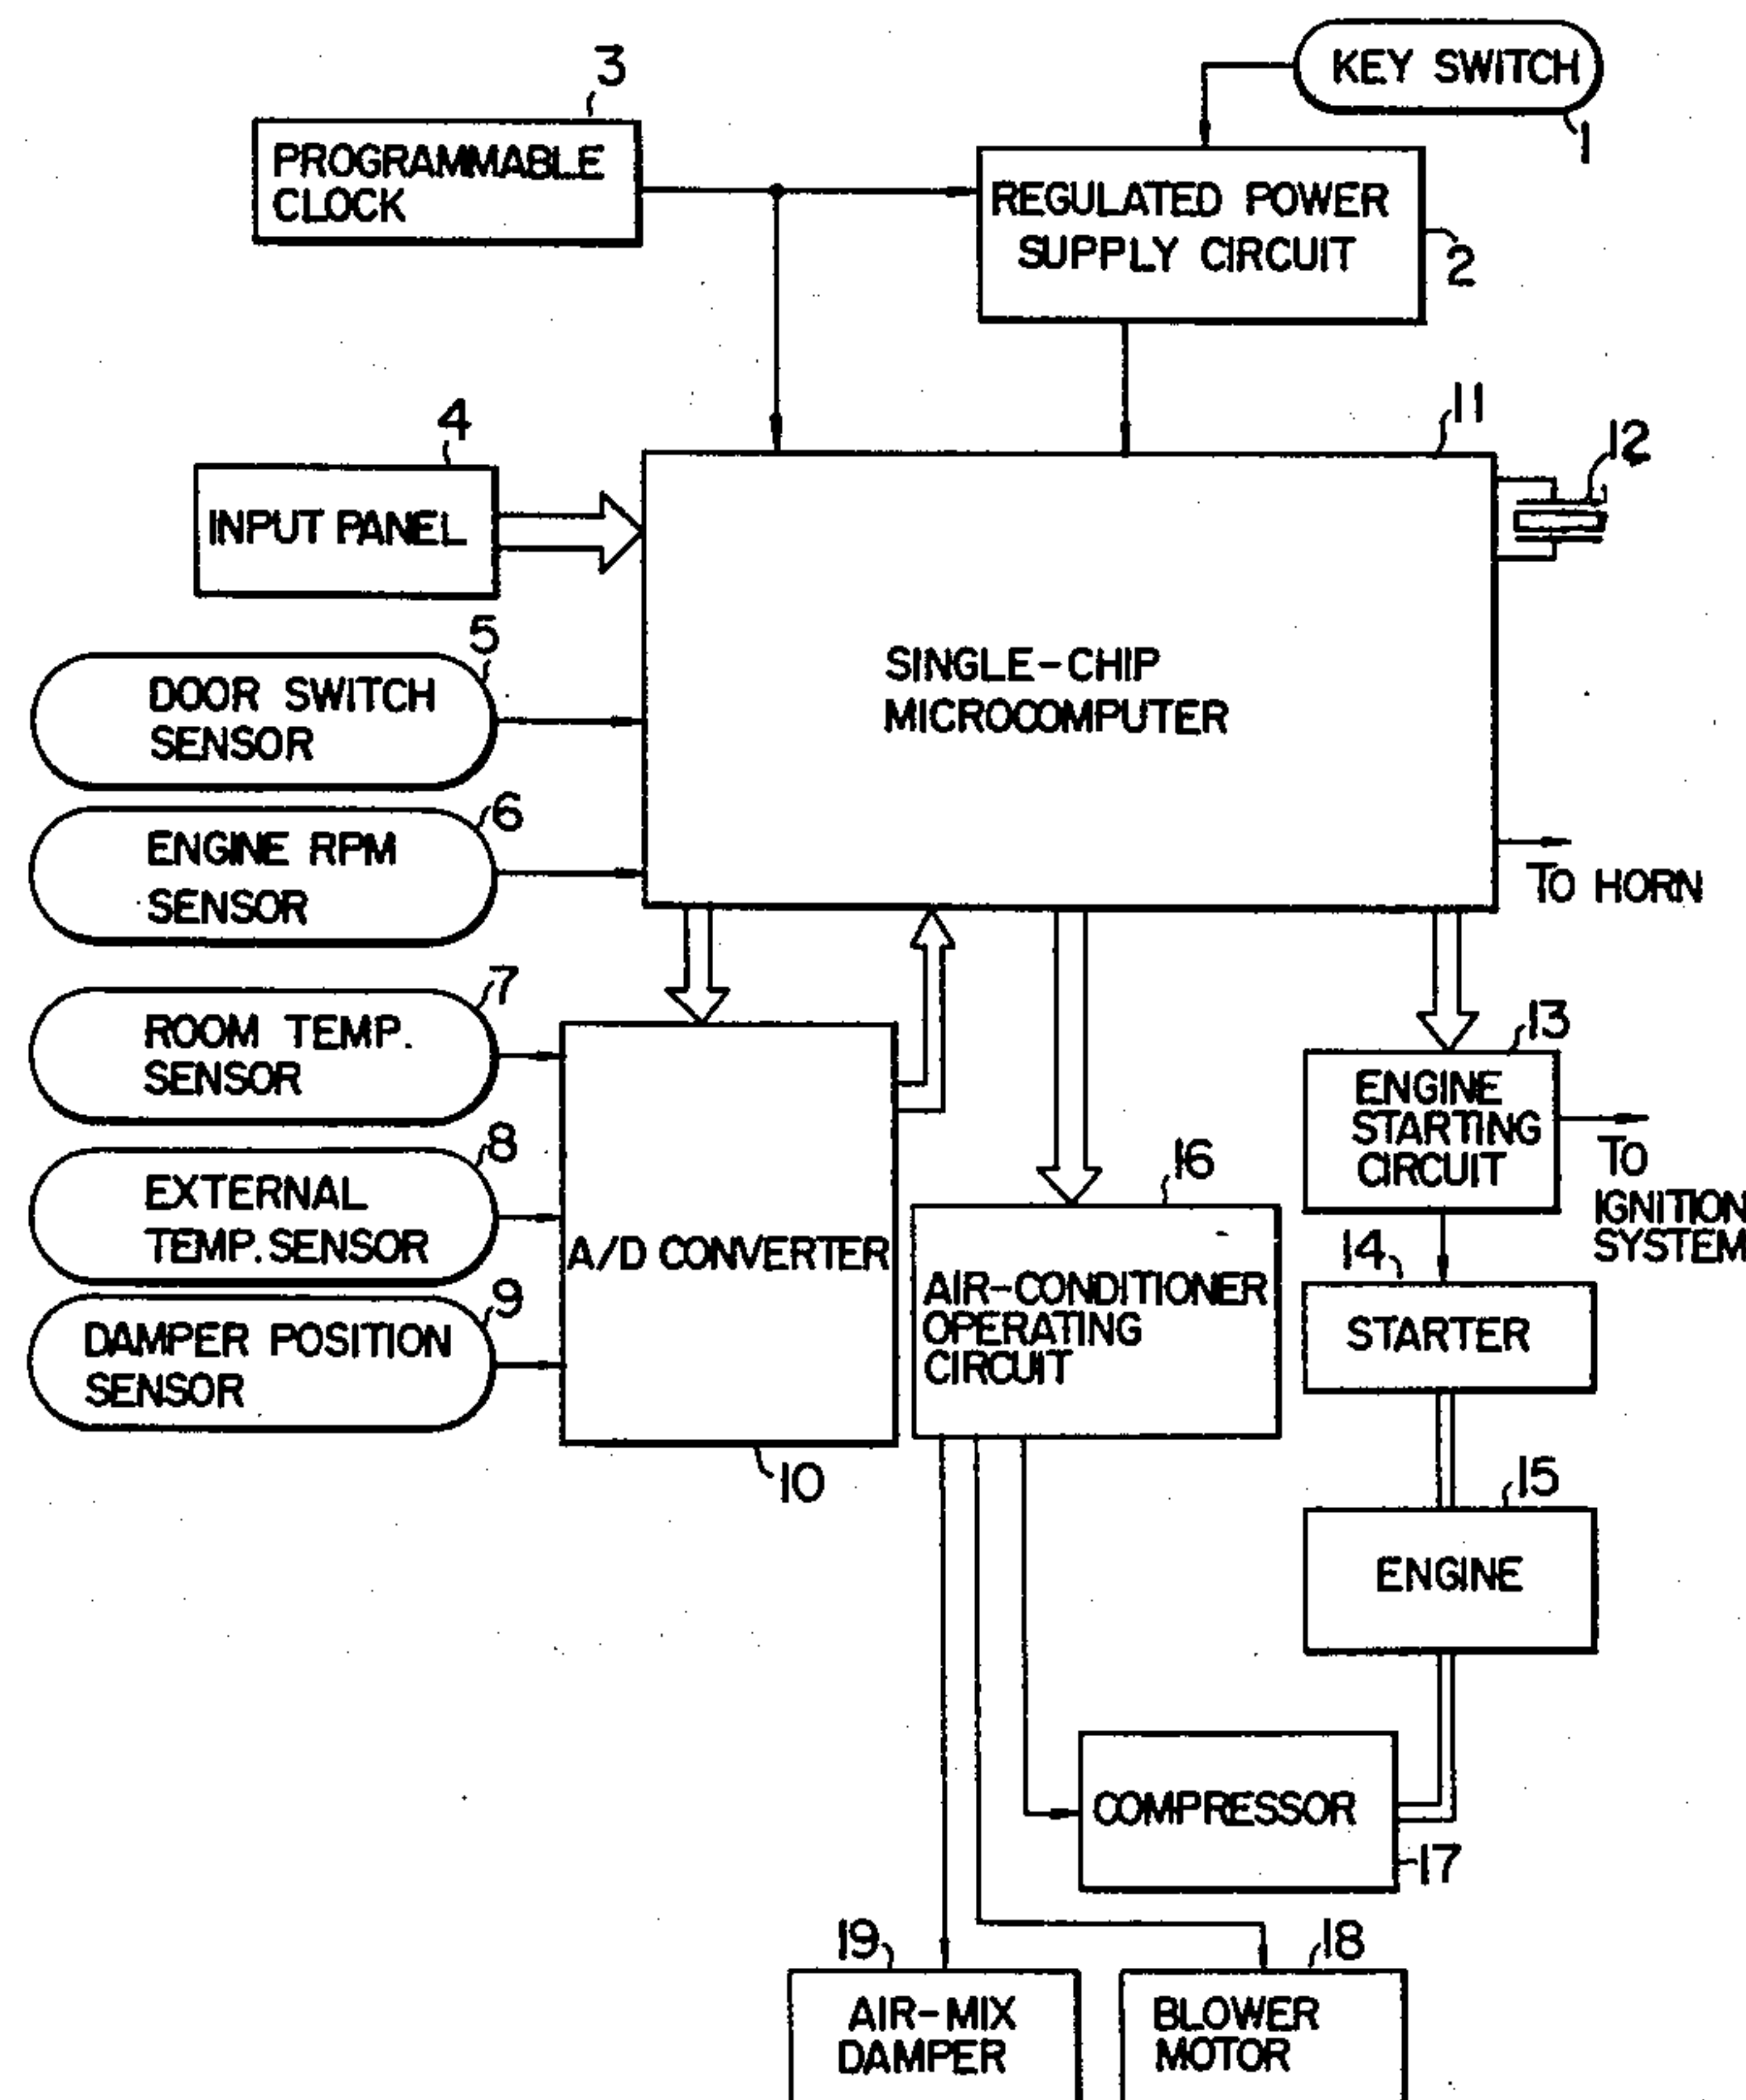 KEY SWITCH
1
3
PROGRAMMABLE
CLOCK
REGULATED POWER
SUPPLY CIRCUIT
2
4
INPUT PANEL
11
12
SINGLE-CHIP
MICROCOMPUTER
5
DOOR SWITCH
SENSOR
6
ENGINE RPM
SENSOR
TO HORN
7
ROOM TEMP.
SENSOR
8
EXTERNAL
TEMP. SENSOR
9
DAMPER POSITION
SENSOR
A/D CONVERTER
10
16
AIR-CONDITIONER
OPERATING
CIRCUIT
13
ENGINE
STARTING
CIRCUIT
TO
IGNITION
SYSTEM
14
STARTER
15
ENGINE
COMPRESSOR
17
19
AIR-MIX
DAMPER
18
BLOWER
MOTOR